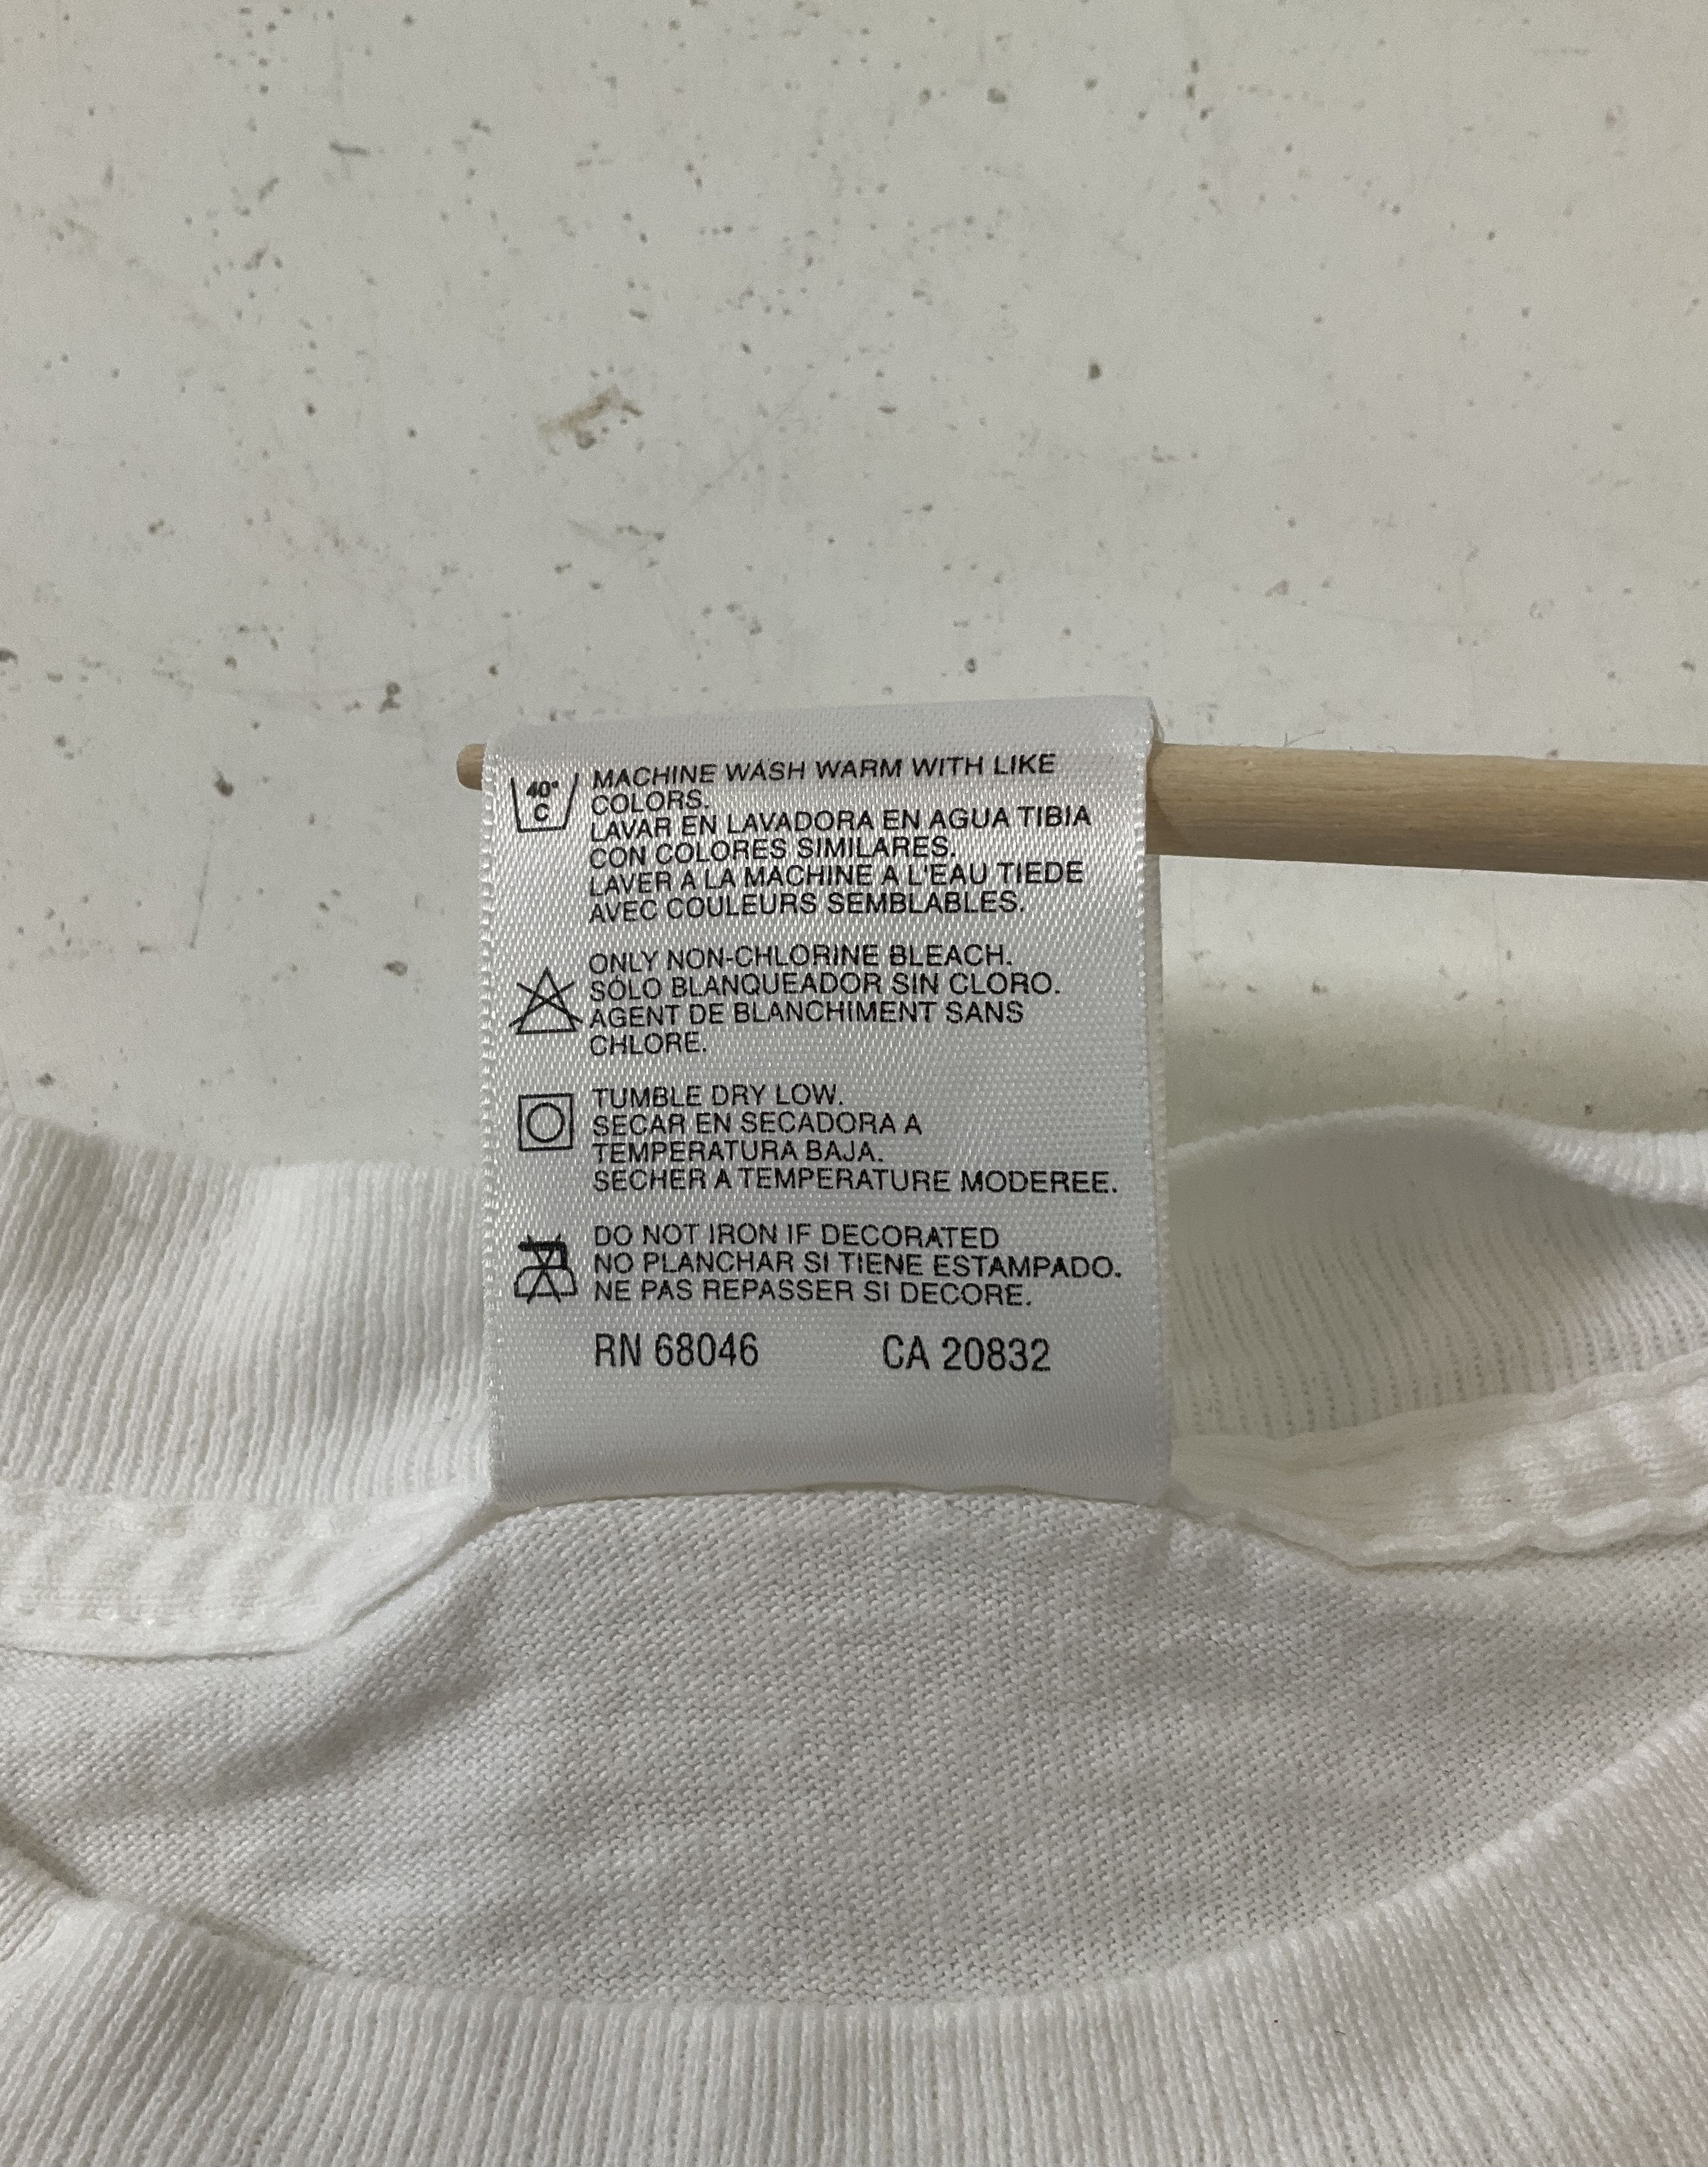 40°
C
MACHINE WASH WARM WITH LIKE
COLORS.
LAVAR EN LAVADORA EN AGUA TIBIA
CON COLORES SIMILARES.
LAVER A LA MACHINE A L'EAU TIEDE
AVEC COULEURS SEMBLABLES.
ONLY NON-CHLORINE BLEACH.
SÓLO BLANQUEADOR SIN CLORO.
AGENT DE BLANCHIMENT SANS
CHLORE.
TUMBLE DRY LOW.
SECAR EN SECADORA A
TEMPERATURA BAJA.
SECHER A TEMPERATURE MODEREE.
DO NOT IRON IF DECORATED
NO PLANCHAR SI TIENE ESTAMPADO.
NE PAS REPASSER SI DECORE.
RN 68046 CA 20832